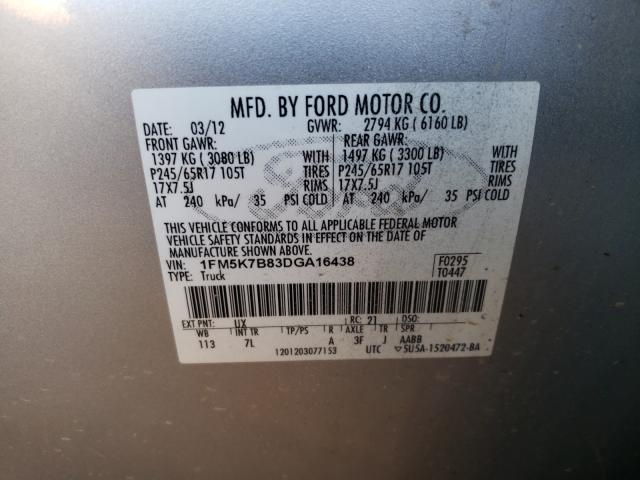 MFD. BY FORD MOTOR CO.
DATE: 03/12 GVWR: 2794 KG ( 6160 LB)
FRONT GAWR: REAR GAWR:
1397 KG ( 3080 LB) WITH 1497 KG ( 3300 LB) WITH
P245/65R17 105T TIRES P245/65R17 105T TIRES
17X7.5J RIMS 17X7.5J RIMS
AT 240 kPa/ 35 PSI COLD AT 240 kPa/ 35 PSI COLD
THIS VEHICLE CONFORMS TO ALL APPLICABLE FEDERAL MOTOR
VEHICLE SAFETY STANDARDS IN EFFECT ON THE DATE OF
MANUFACTURE SHOWN ABOVE.
VIN: 1FM5K7B83DGA16438 F0295
TYPE: Truck T0447
EXT PNT: UX RC: 21 DSO:
WB INT TR TP/PS R AXLE TR SPR
113 7L A 3F J AABB
1201203077153 UTC ▽5U5A-1520472-BA
Ford